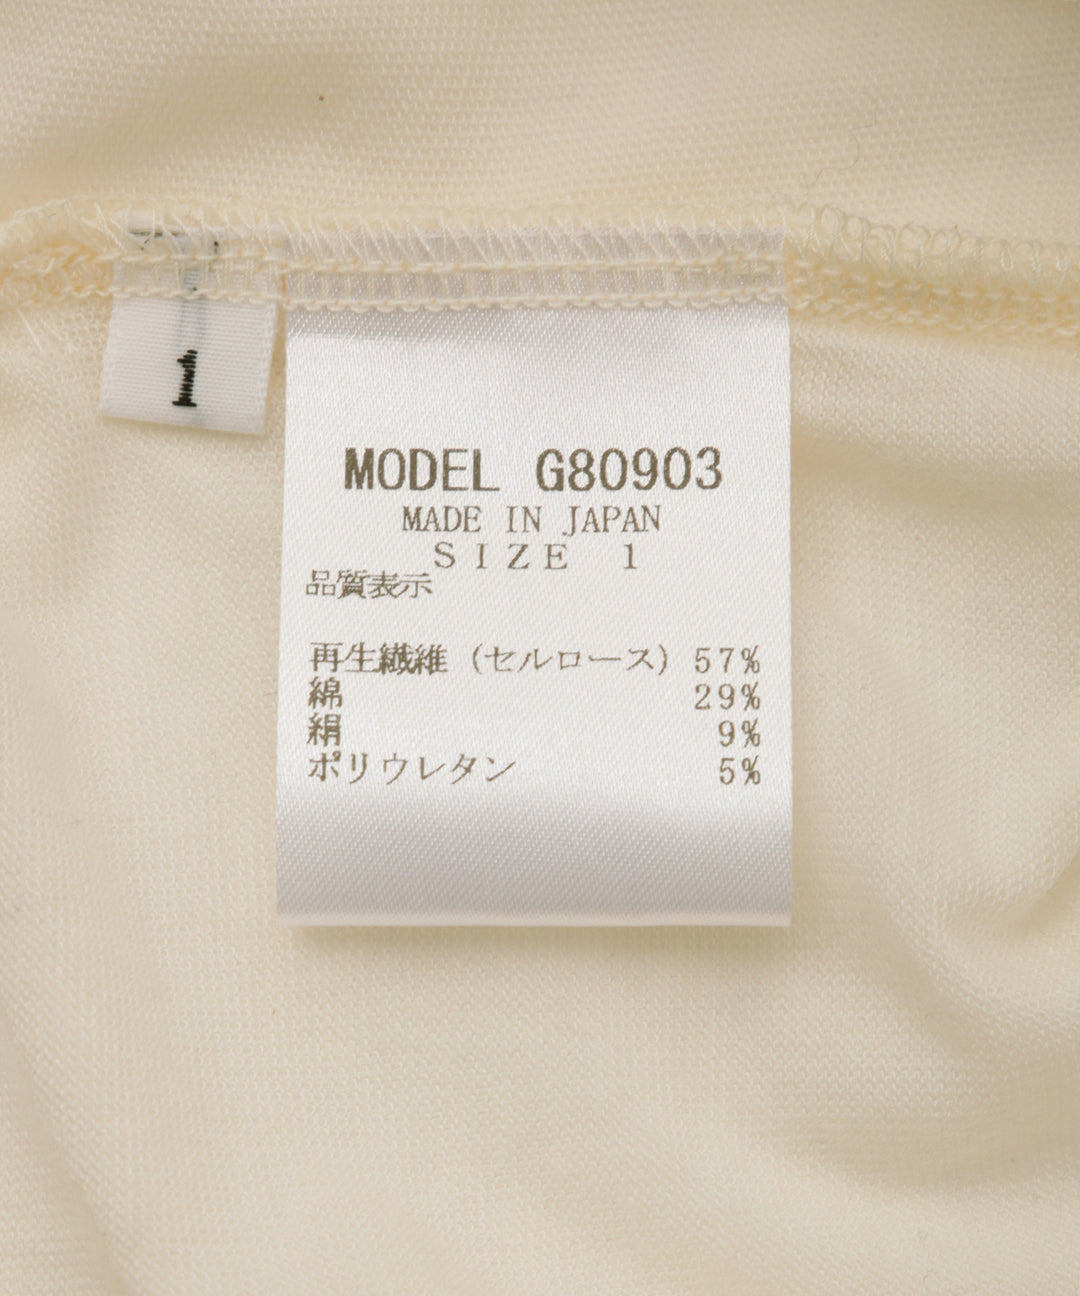 1
MODEL G80903
MADE IN JAPAN
SIZE 1
品質表示
再生繊維(セルロース) 57%
綿 29%
絹 9%
ポリウレタン 5%